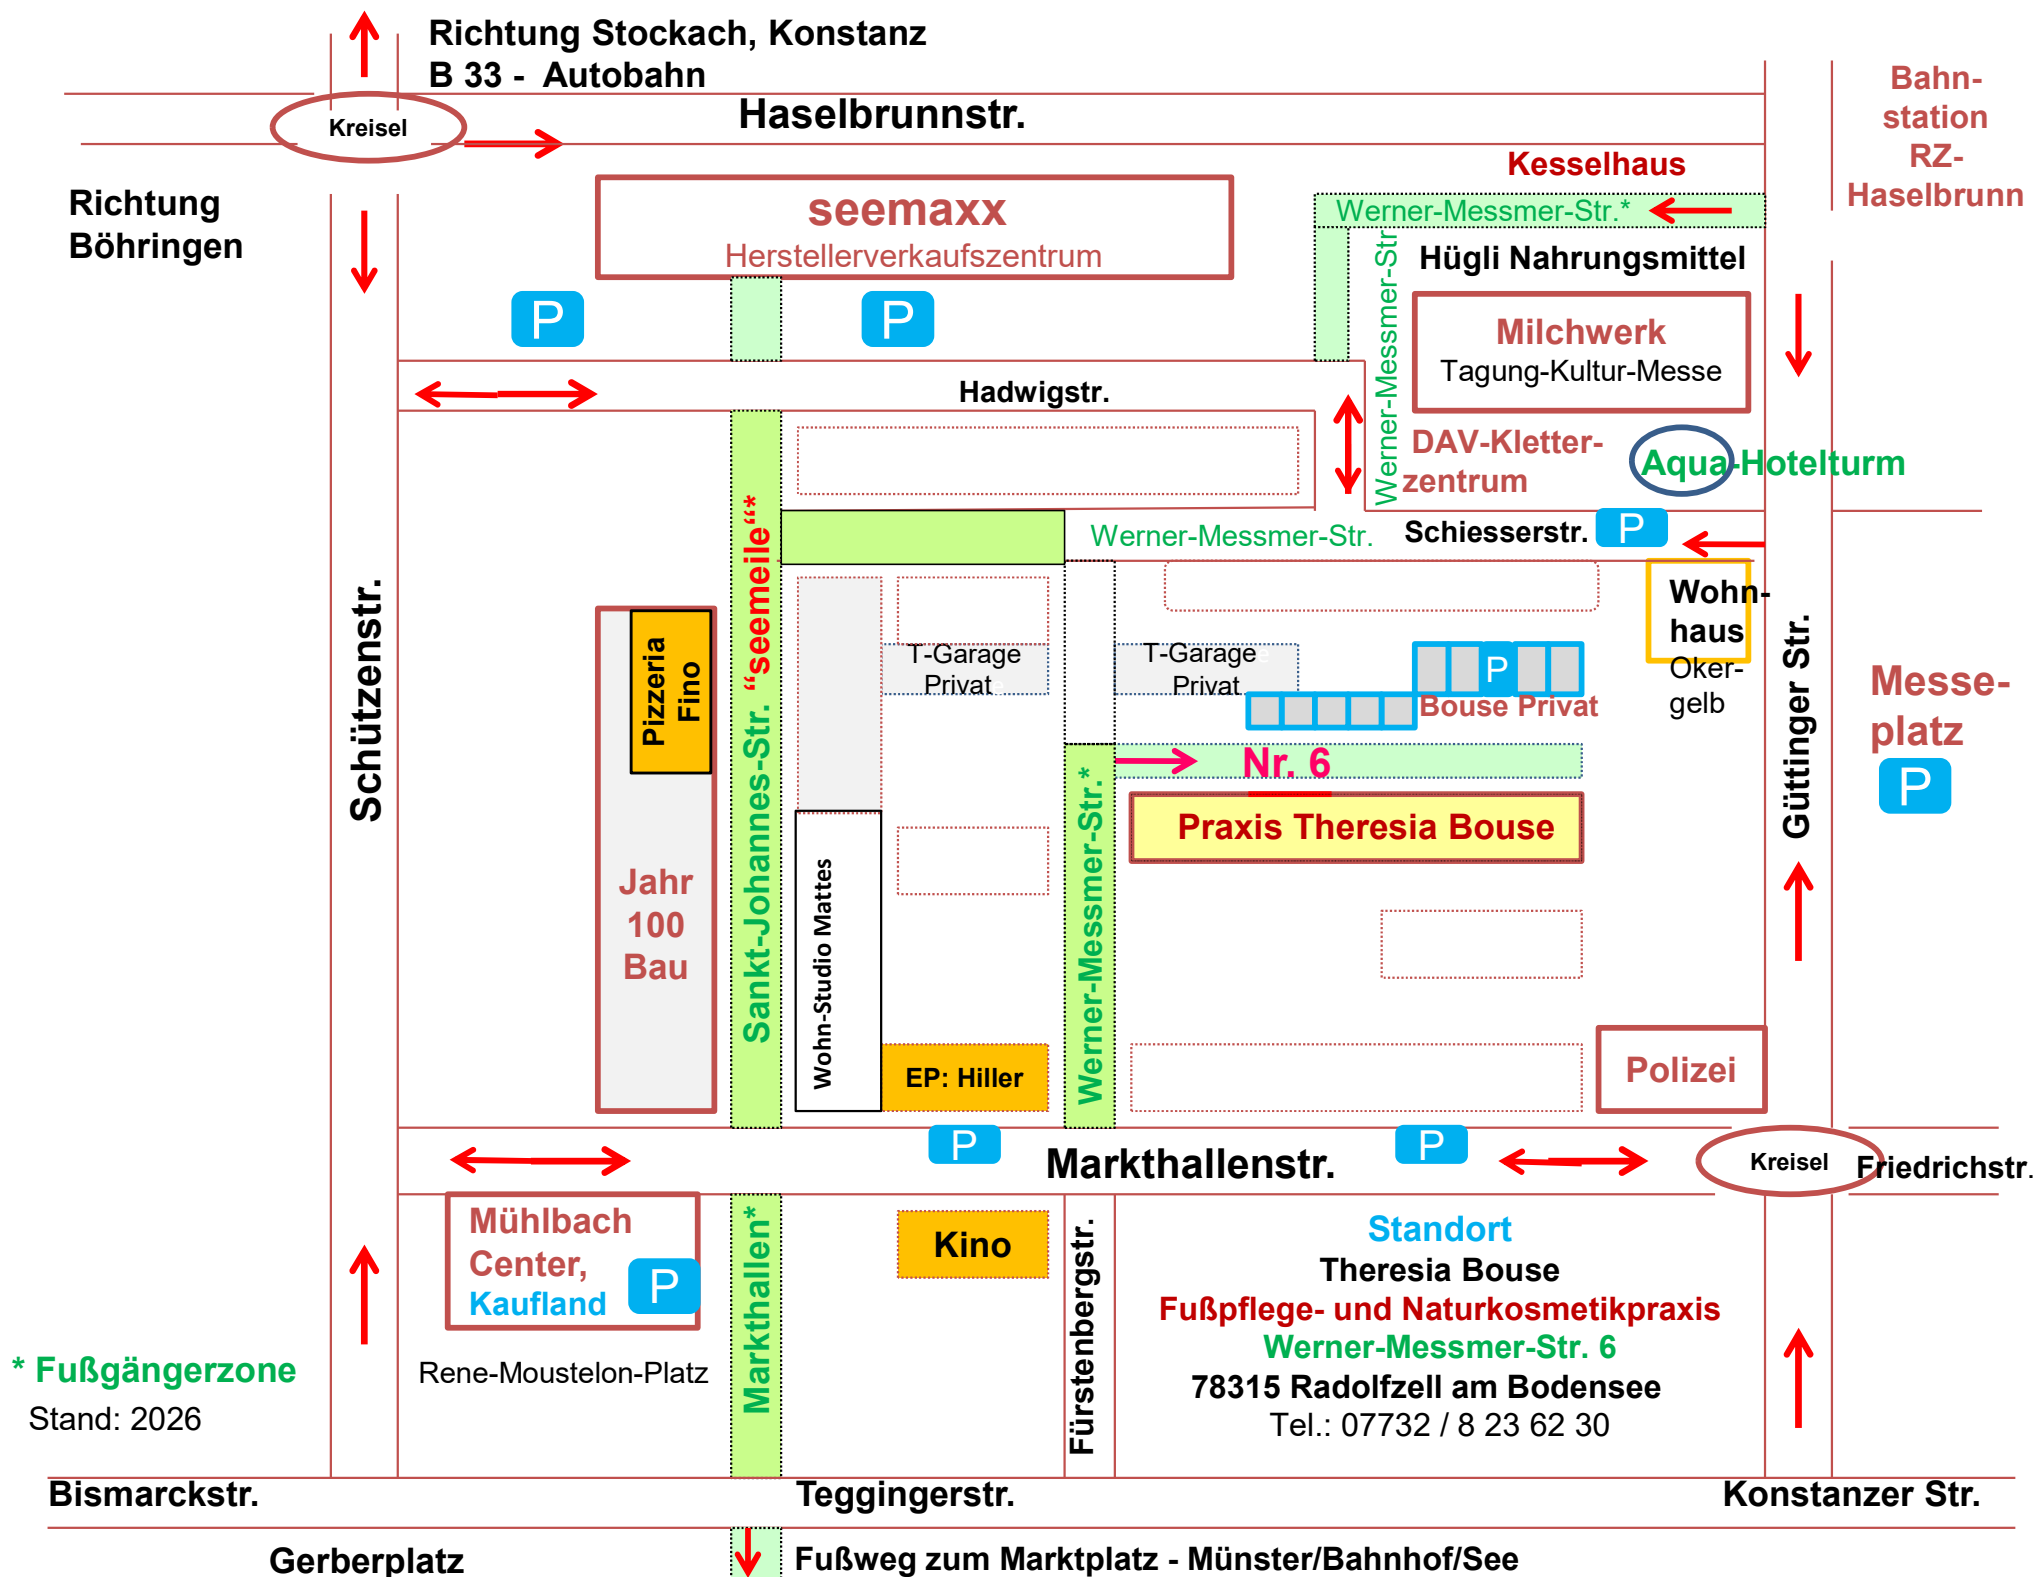 Richtung Stockach, Konstanz
B 33 - Autobahn
Haselbrunnstr.
Kreisel
Bahn-
station
RZ-
Haselbrunn
Richtung
Böhringen
Kesselhaus
seemaxx
Herstellerverkaufszentrum
Werner-Messmer-Str.*
Werner-Messmer-Str
Hügli Nahrungsmittel
P
P
Milchwerk
Tagung-Kultur-Messe
Hadwigstr.
DAV-Kletter-
zentrum
Aqua-Hotelturm
Werner-Messmer-Str.
Schiesserstr.
P
Schützenstr.
Sankt-Johannes-Str. “seemeile“*
Pizzeria
Fino
Jahr
100
Bau
Wohn-Studio Mattes
T-Garage
Privat
T-Garage
Privat
P
Bouse Privat
Wohn-
haus
Oker-
gelb
Güttinger Str.
Messe-
platz
P
Nr. 6
Praxis Theresia Bouse
Werner-Messmer-Str.*
EP: Hiller
Polizei
P
P
Markthallenstr.
Kreisel
Friedrichstr.
Mühlbach
Center,
Kaufland
P
Markthallen*
Kino
Fürstenbergstr.
Standort
Theresia Bouse
Fußpflege- und Naturkosmetikpraxis
Werner-Messmer-Str. 6
78315 Radolfzell am Bodensee
Tel.: 07732 / 8 23 62 30
* Fußgängerzone
Stand: 2026
Rene-Moustelon-Platz
Bismarckstr.
Teggingerstr.
Konstanzer Str.
Gerberplatz
Fußweg zum Marktplatz - Münster/Bahnhof/See